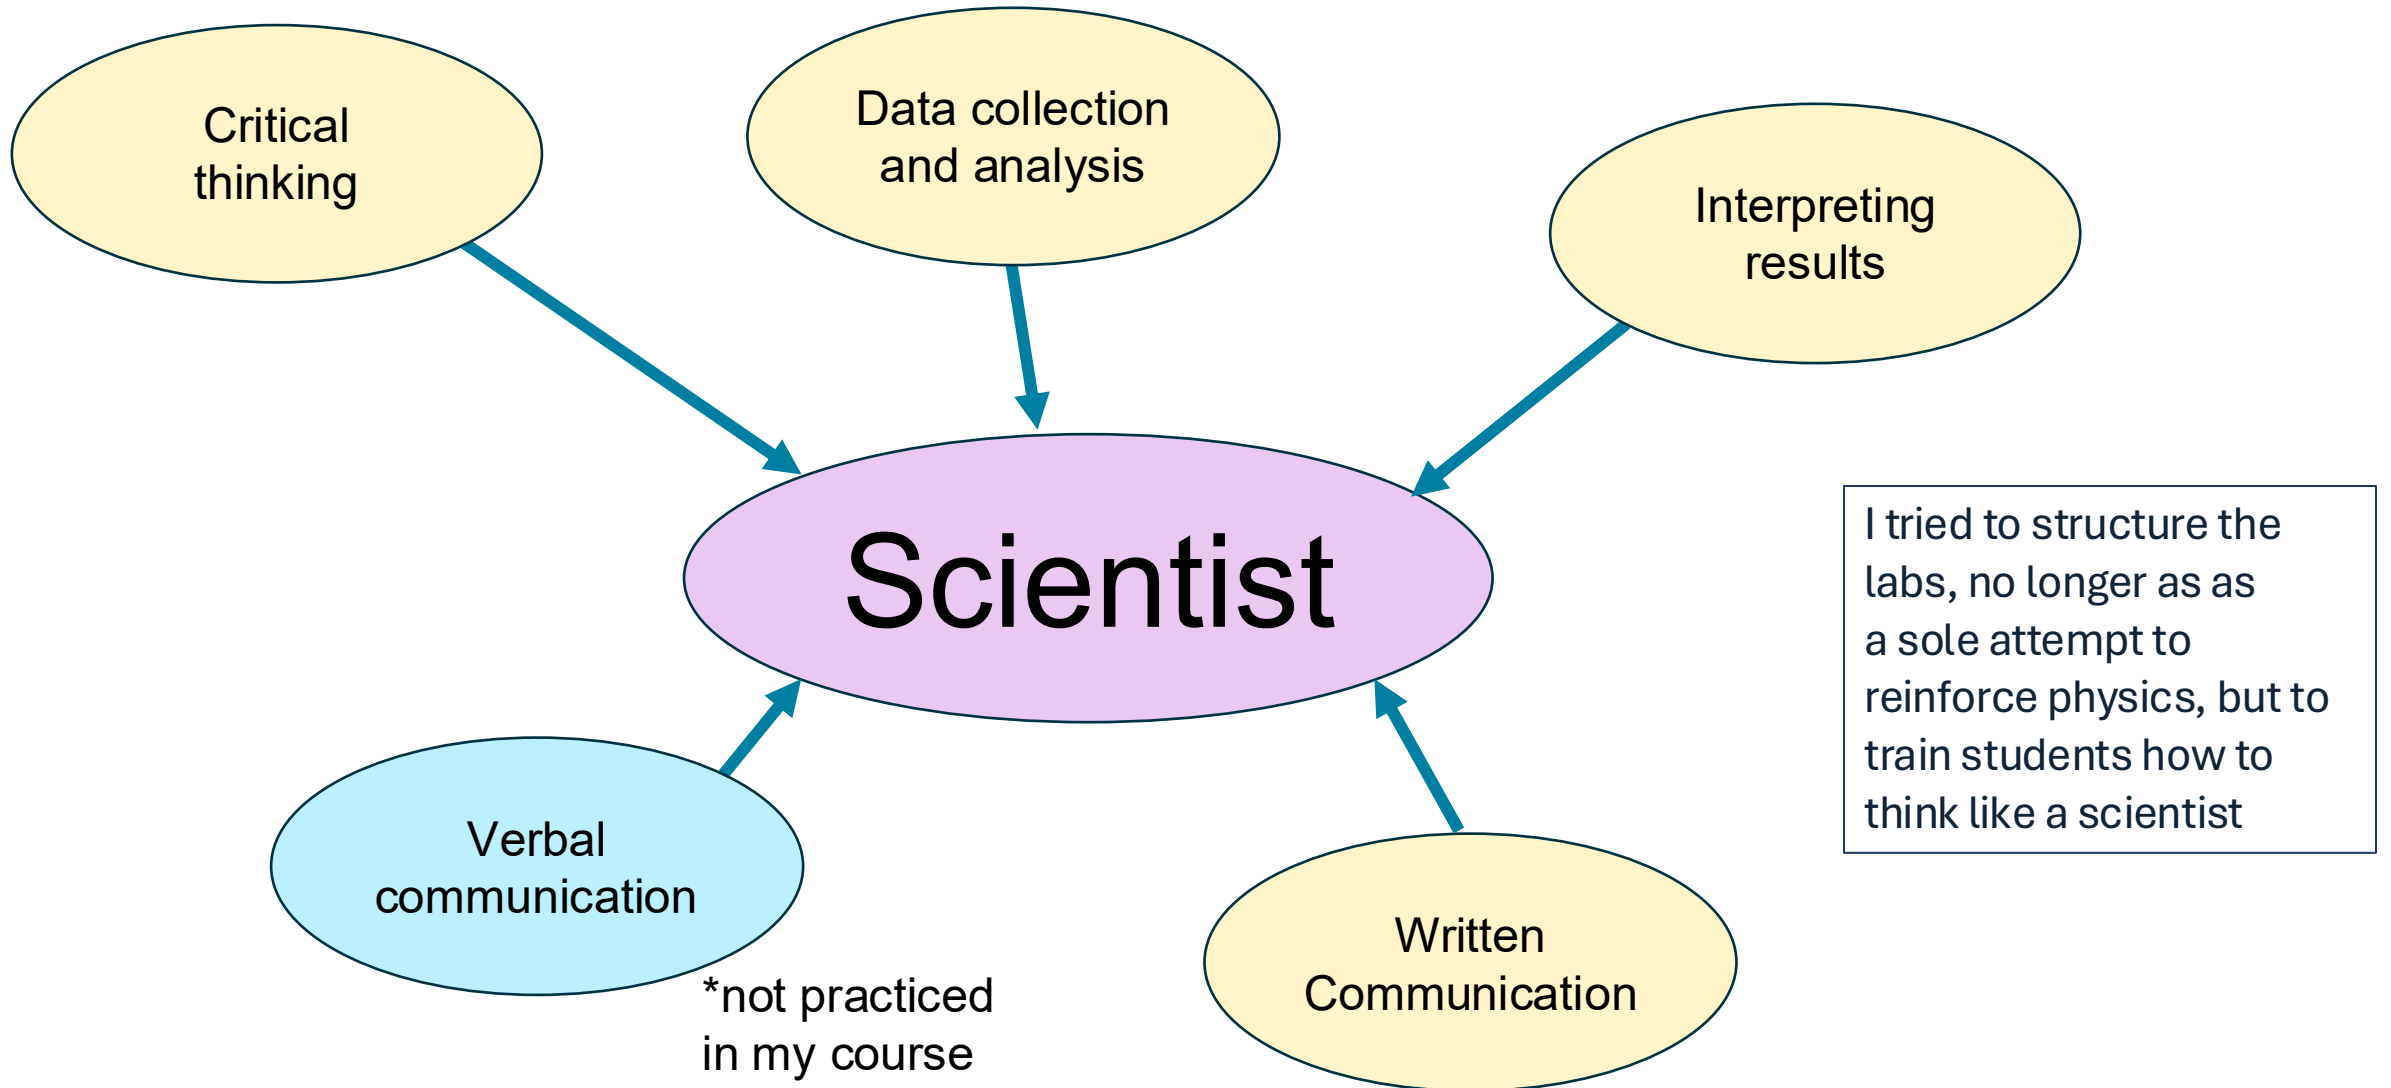 Critical
thinking
Data collection
and analysis
Interpreting
results
Scientist
I tried to structure the
labs, no longer as as
a sole attempt to
reinforce physics, but to
train students how to
think like a scientist
Verbal
communication
*not practiced
in my course
Written
Communication